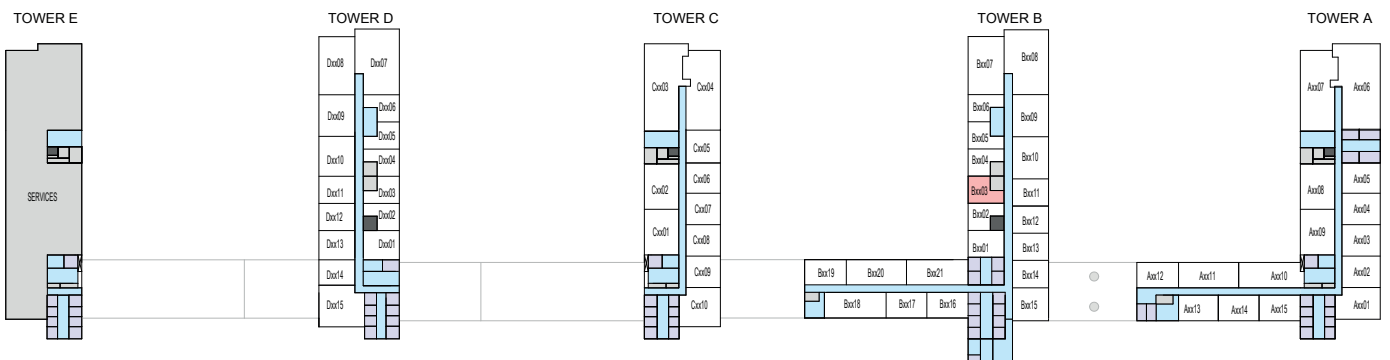 TOWER E
TOWER D
TOWER C
TOWER B
TOWER A
SERVICES
Dxx08
Dxx07
Dxx09
Dxx06
Dxx05
Dxx10
Dxx04
Dxx11
Dxx03
Dxx12
Dxx02
Dxx13
Dxx01
Dxx14
Dxx15
Cxx03
Cxx04
Cxx05
Cxx02
Cxx06
Cxx07
Cxx01
Cxx08
Cxx09
Cxx10
Bxx07
Bxx08
Bxx06
Bxx09
Bxx05
Bxx04
Bxx10
Bxx03
Bxx11
Bxx02
Bxx12
Bxx01
Bxx13
Bxx19
Bxx20
Bxx21
Bxx14
Bxx18
Bxx17
Bxx16
Bxx15
Axx07
Axx06
Axx05
Axx08
Axx04
Axx09
Axx03
Axx12
Axx11
Axx10
Axx02
Axx13
Axx14
Axx15
Axx01